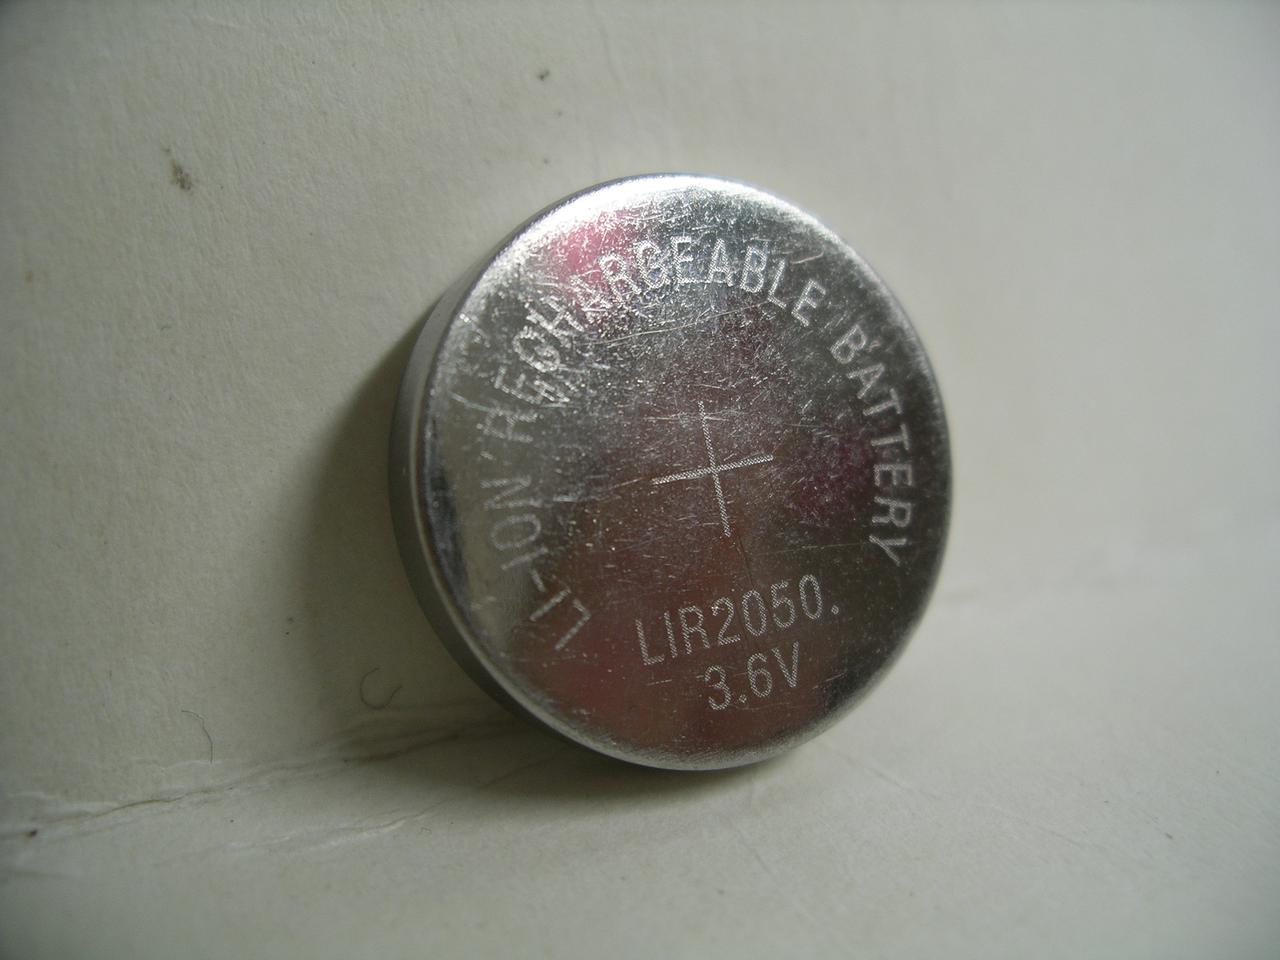 LI-ION RECHARGEABLE BATTERY
+
LIR2050.
3.6V